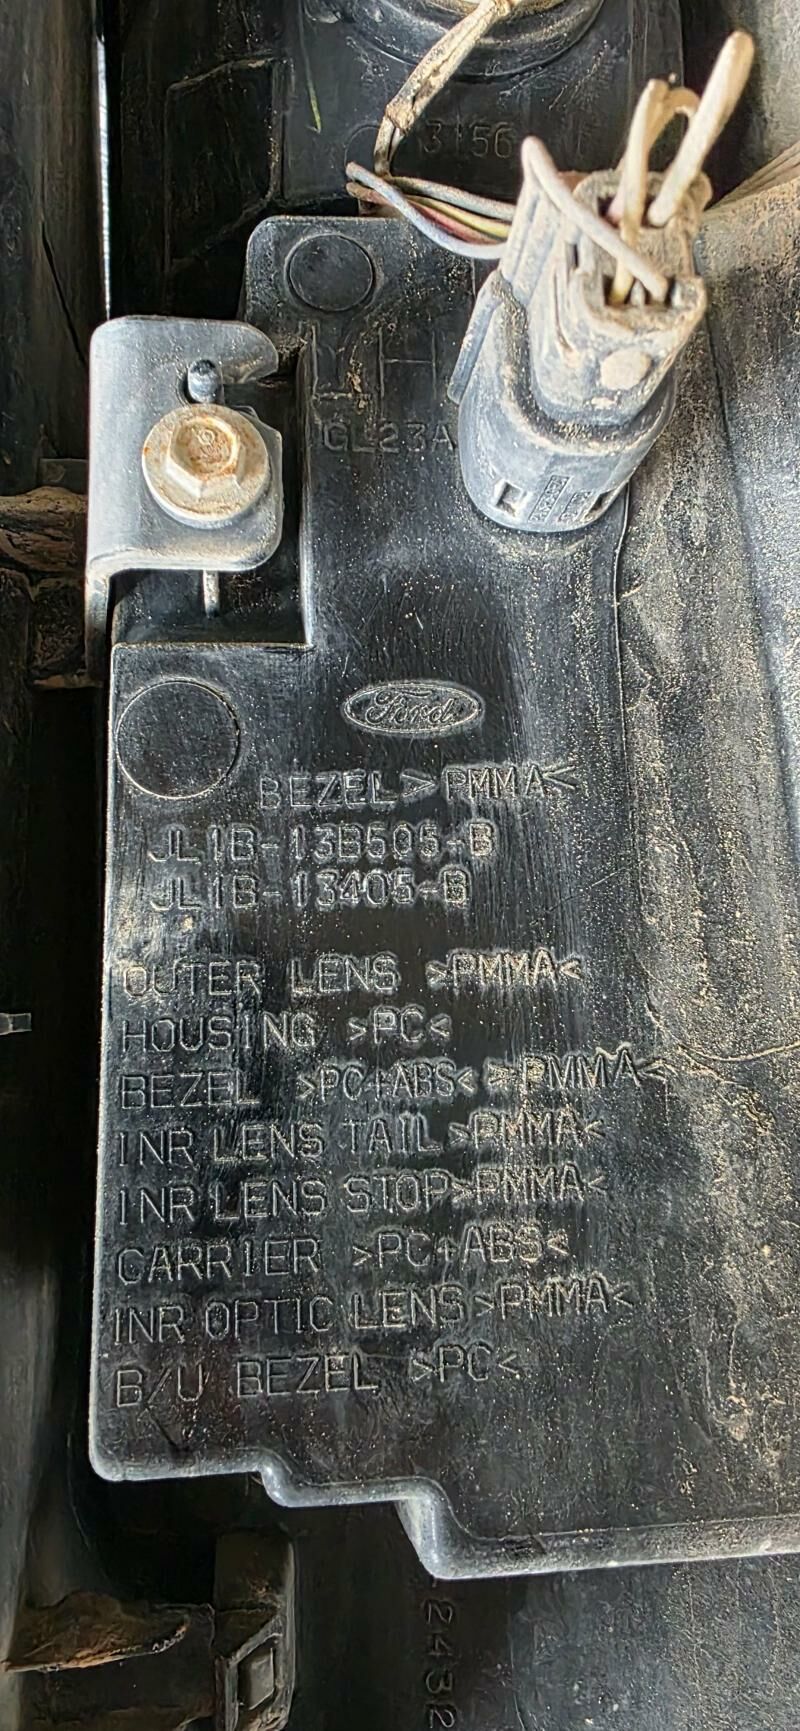 3156
LH
CL23A
Ford
BEZEL >PMMA<
JL1B-13B505-B
JL1B-13405-B
OUTER LENS >PMMA<
HOUSING >PC<
BEZEL >PC+ABS< >PMMA<
INR LENS TAIL >PMMA<
INR LENS STOP >PMMA<
CARRIER >PC+ABS<
INR OPTIC LENS >PMMA<
B/U BEZEL >PC<
2432